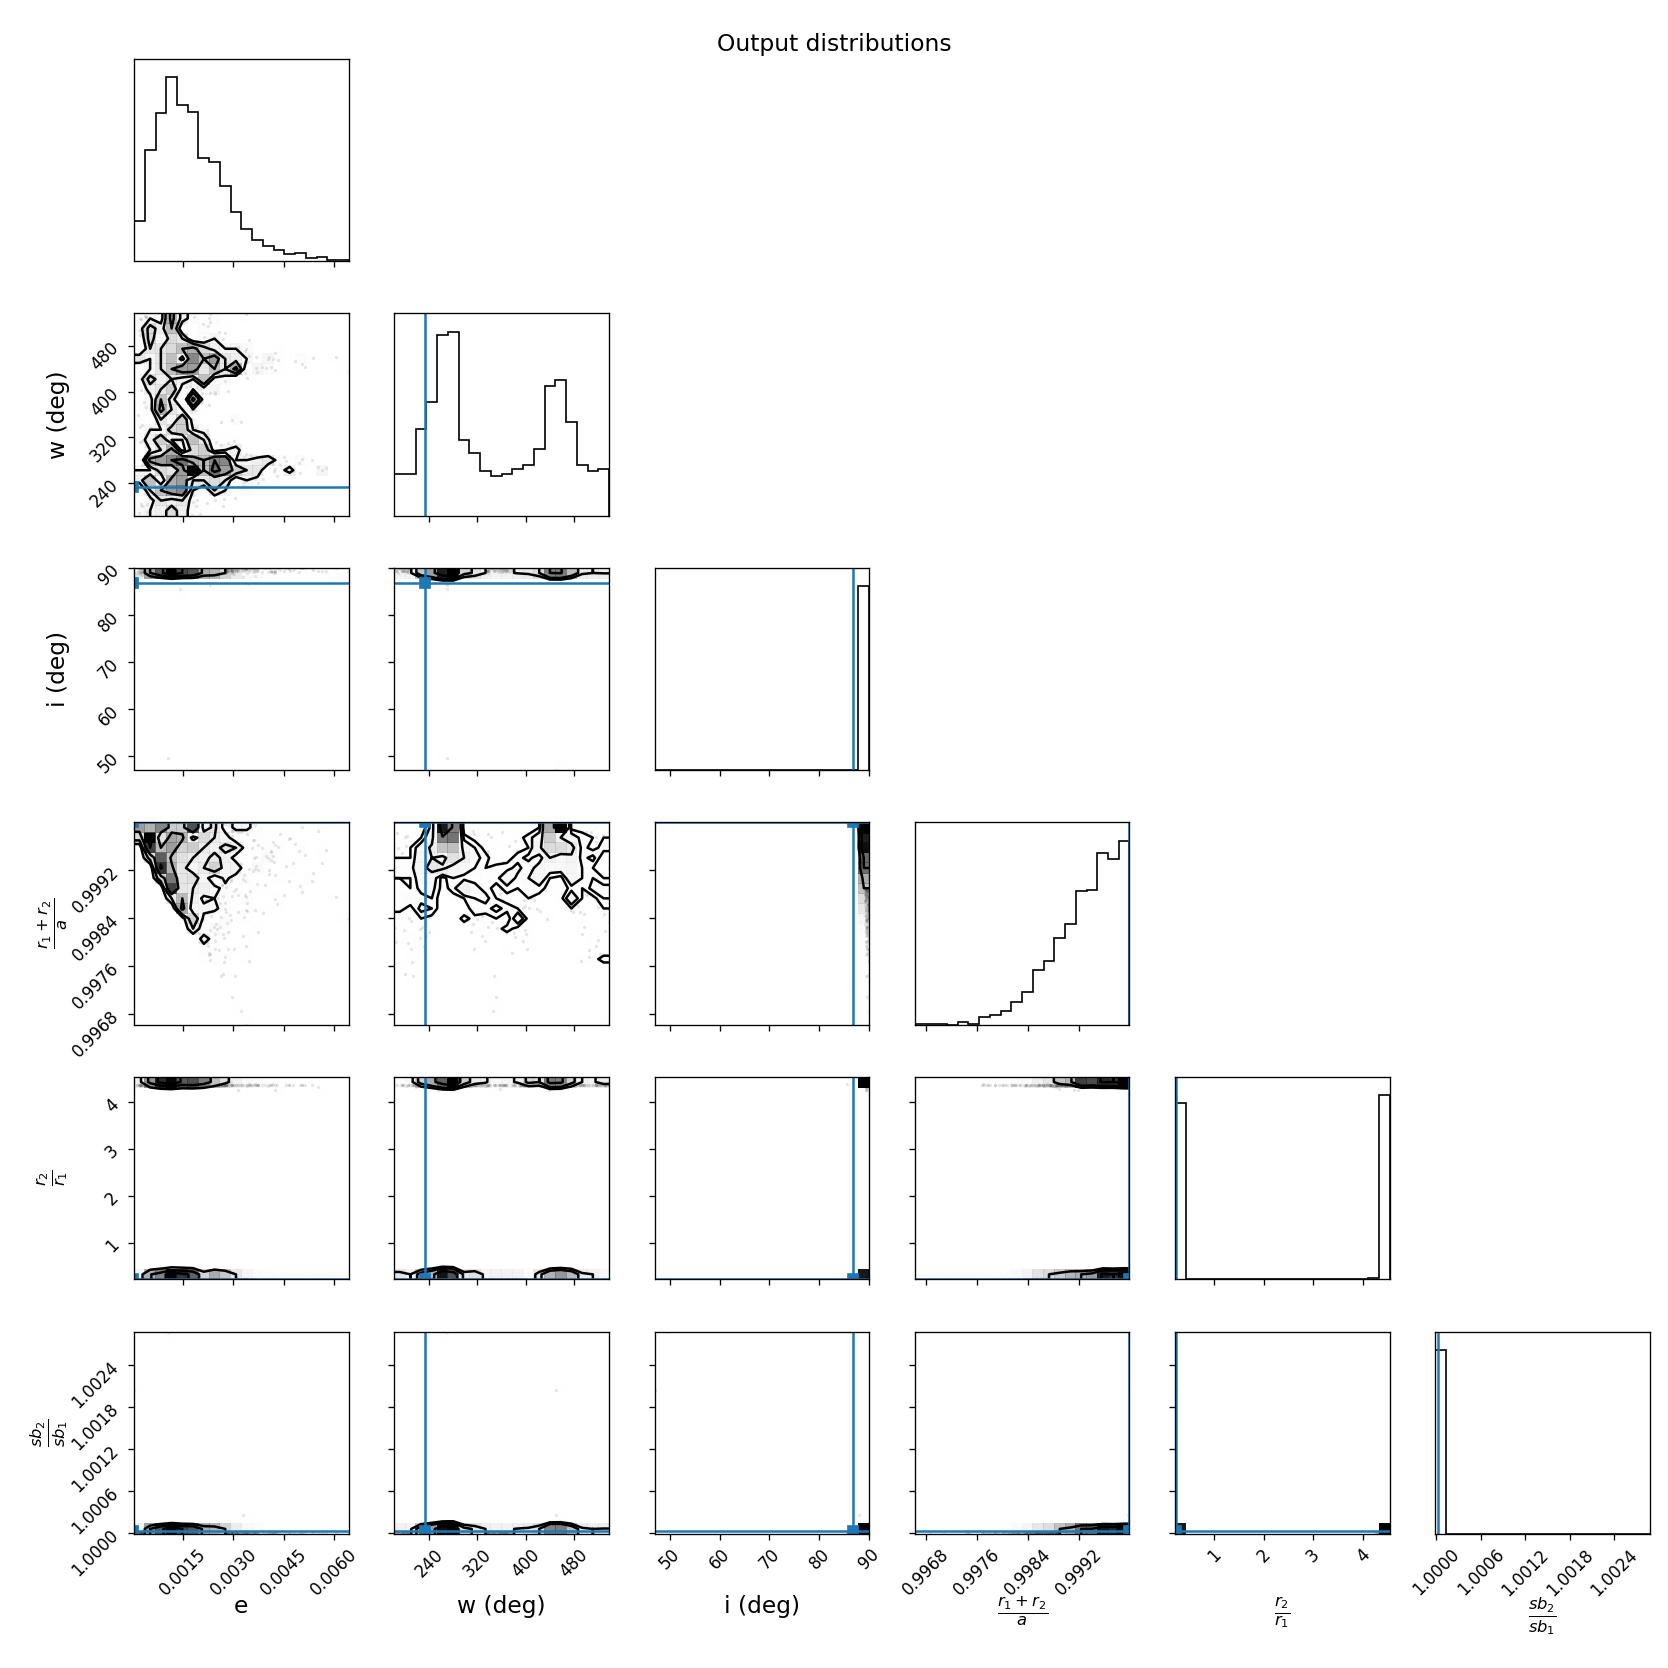 Output distributions
w (deg)
480
400
320
240
i (deg)
90
80
70
60
50
r1 + r2
a
0.9992
0.9984
0.9976
0.9968
r2
r1
4
3
2
1
sb2
sb1
1.0024
1.0018
1.0012
1.0006
1.0000
0.0015 0.0030 0.0045 0.0060
e
240 320 400 480
w (deg)
50 60 70 80 90
i (deg)
0.9968 0.9976 0.9984 0.9992
r1 + r2
a
1 2 3 4
r2
r1
1.0000 1.0006 1.0012 1.0018 1.0024
sb2
sb1